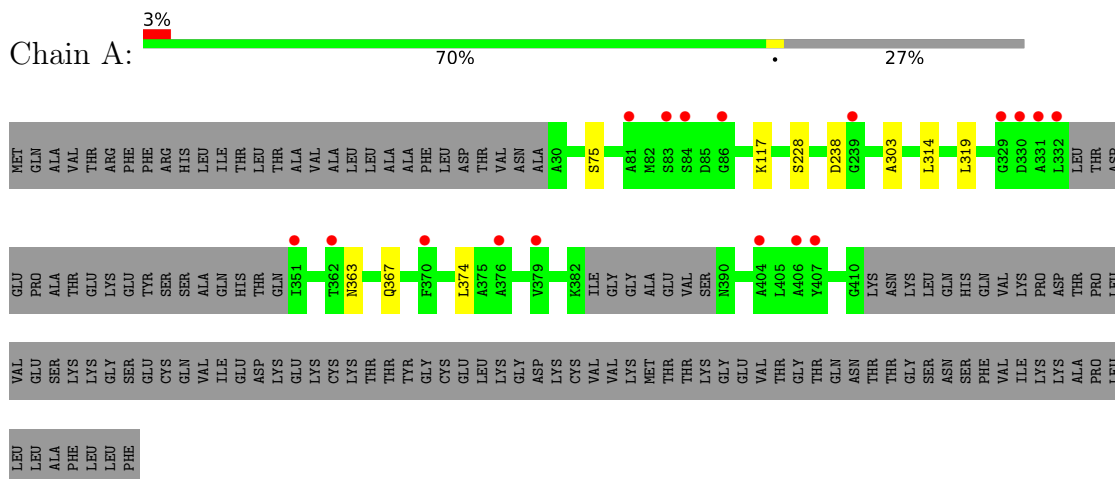 3%
Chain A:
70% • 27%
MET GLN ALA VAL THR ARG PHE PHE ARG HIS LEU ILE THR LEU THR ALA VAL ALA LEU LEU ALA ALA PHE LEU ASP THR VAL ASN ALA A30 S75 A81 M82 S83 S84 D85 G86 K117 S228 D238 G239 A303 L314 L319 G329 D330 A331 L332 LEU THR ASP
GLU PRO ALA THR GLU LYS GLU TYR SER SER ALA GLN HIS THR GLN I351 T362 N363 Q367 F370 L374 A375 A376 V379 K382 ILE GLY GLY ALA GLU VAL SER N390 A404 L405 A406 Y407 G410 LYS ASN LYS LEU GLN HIS GLN VAL LYS PRO ASP ALA THR PRO LEU
VAL GLU SER LYS LYS GLY SER GLU CYS GLN VAL ILE GLU ASP LYS GLU LYS CYS LYS THR THR TYR GLY CYS GLU LEU LYS GLY ASP LYS CYS VAL VAL LYS MET THR THR LYS GLY GLU VAL THR GLY THR GLN ASN THR THR GLY SER ASN SER PHE VAL ILE LYS LYS ALA PRO LEU
LEU LEU ALA PHE LEU LEU PHE